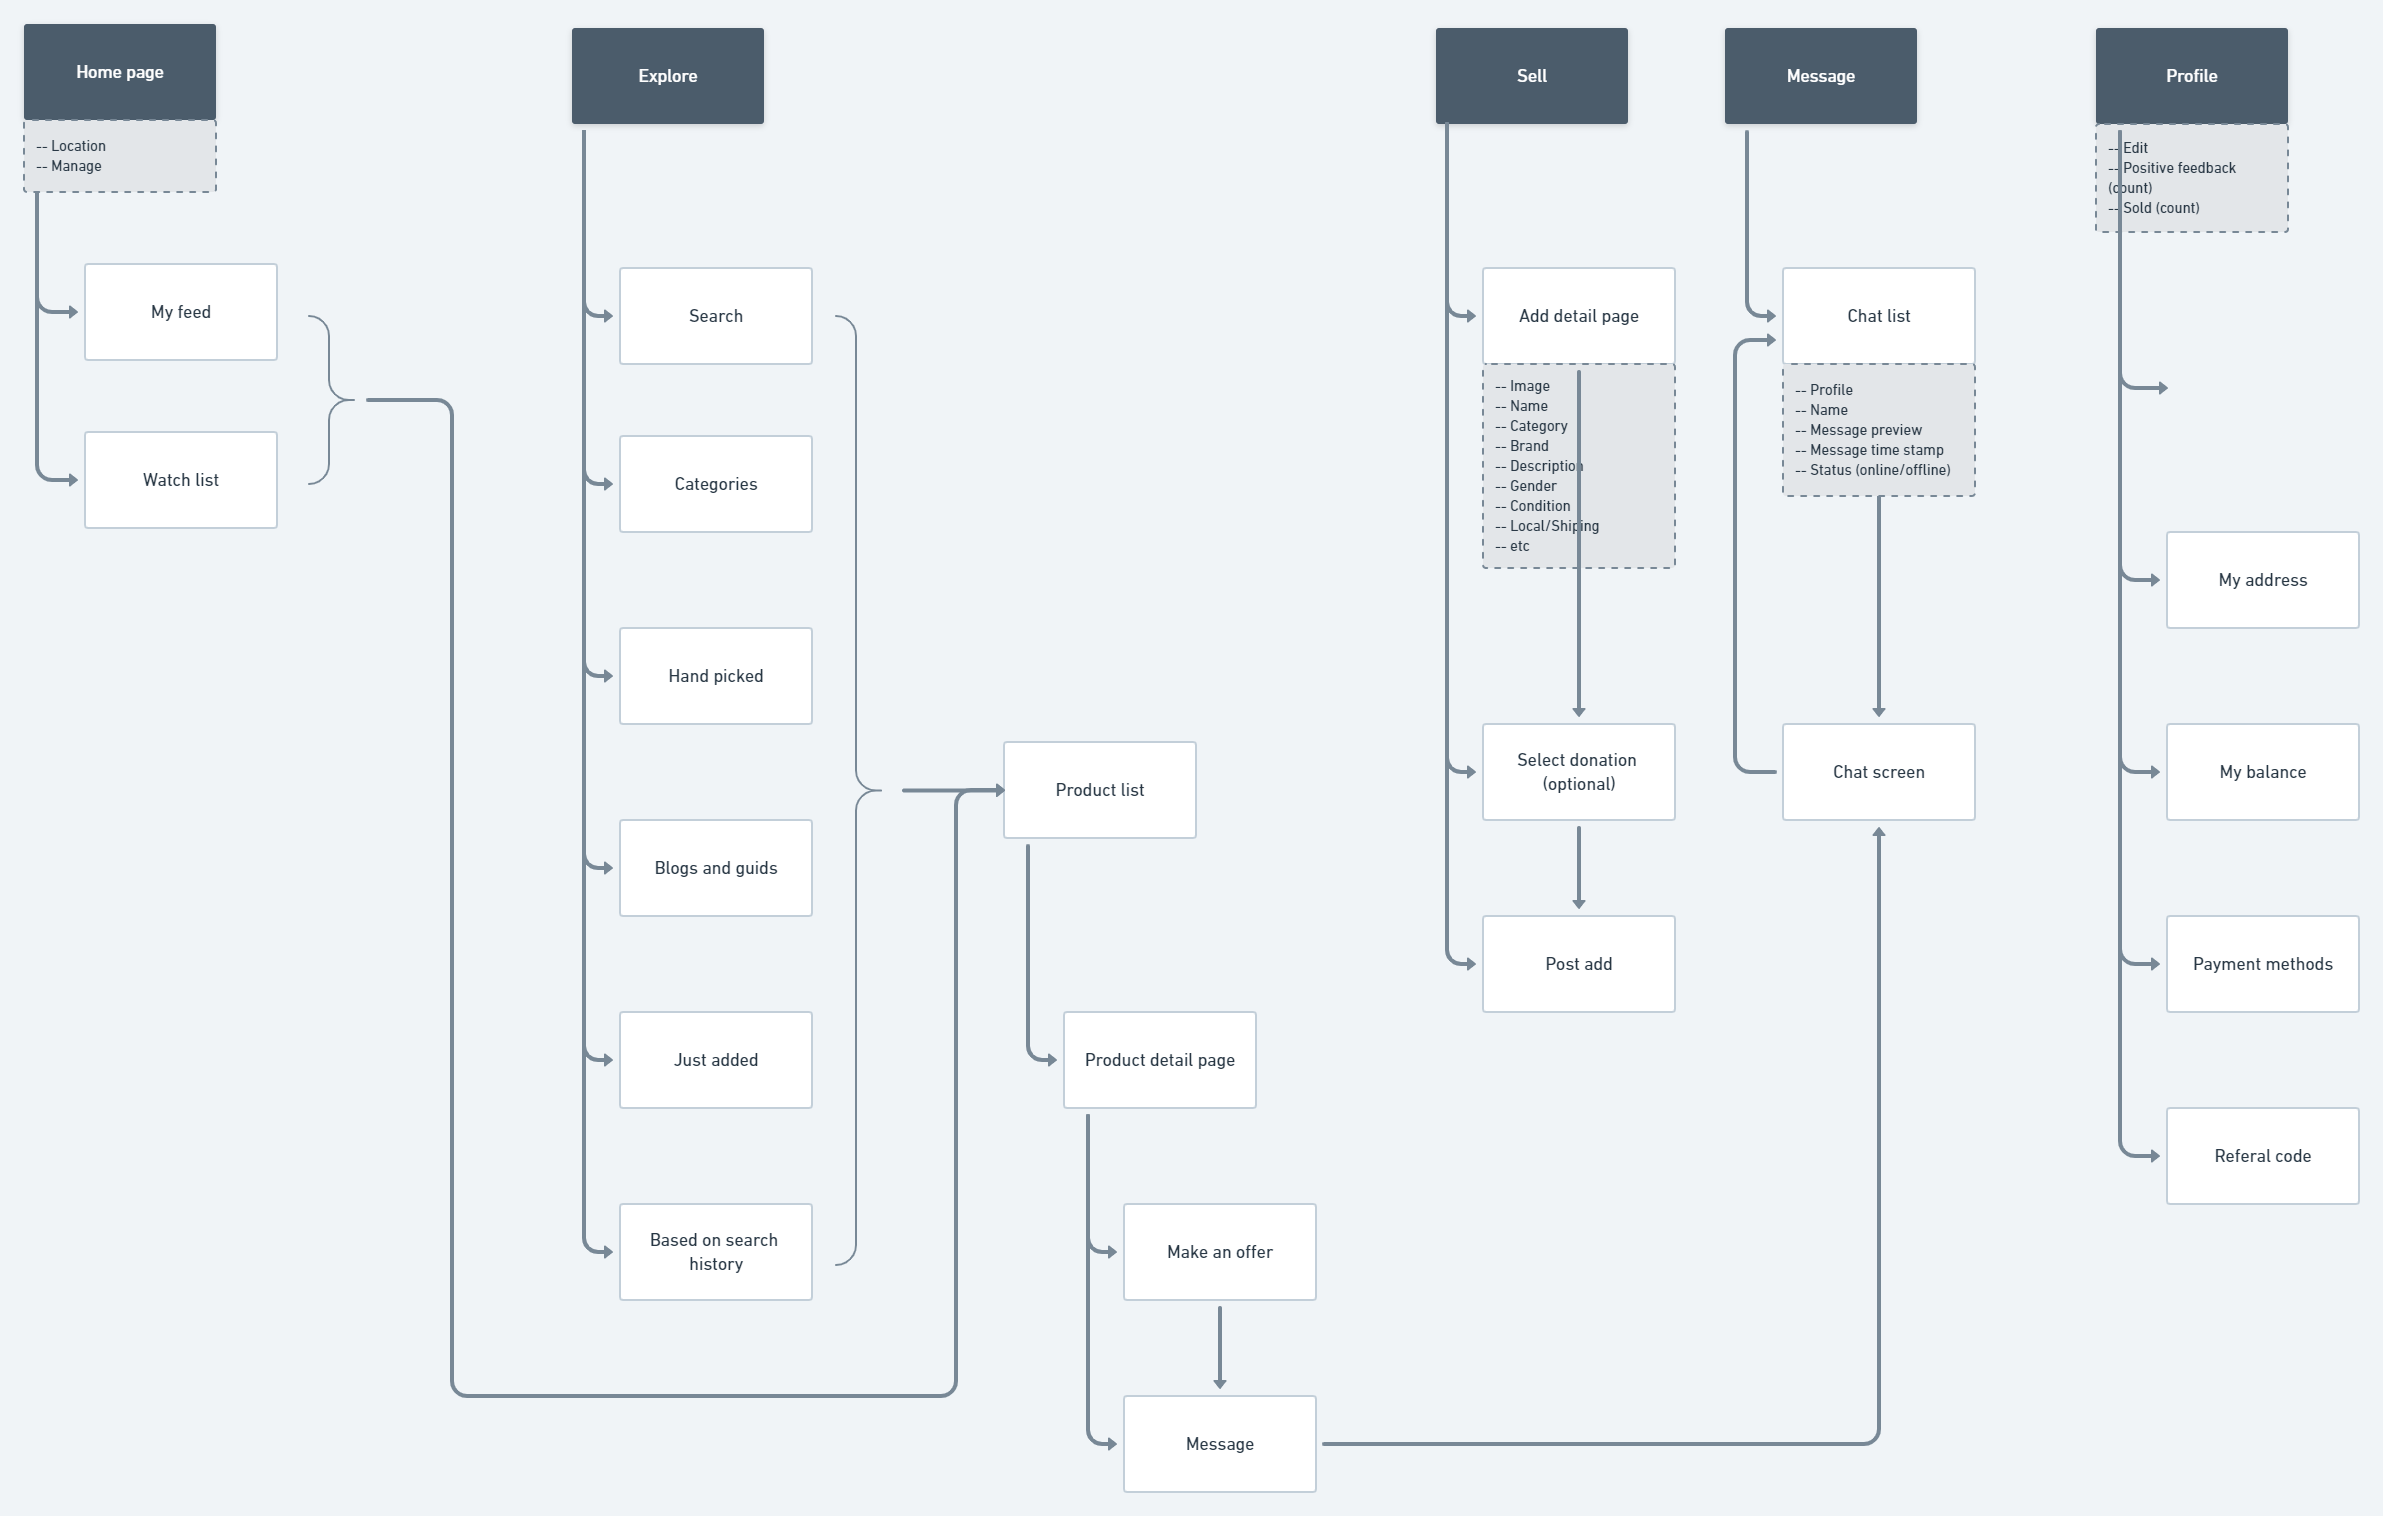 Home page
-- Location
-- Manage
My feed
Watch list
Explore
Search
Categories
Hand picked
Blogs and guids
Just added
Based on search
history
Product list
Product detail page
Make an offer
Message
Sell
Add detail page
-- Image
-- Name
-- Category
-- Brand
-- Description
-- Gender
-- Condition
-- Local/Shiping
-- etc
Select donation
(optional)
Post add
Message
Chat list
-- Profile
-- Name
-- Message preview
-- Message time stamp
-- Status (online/offline)
Chat screen
Profile
-- Edit
-- Positive feedback
(count)
-- Sold (count)
My address
My balance
Payment methods
Referal code